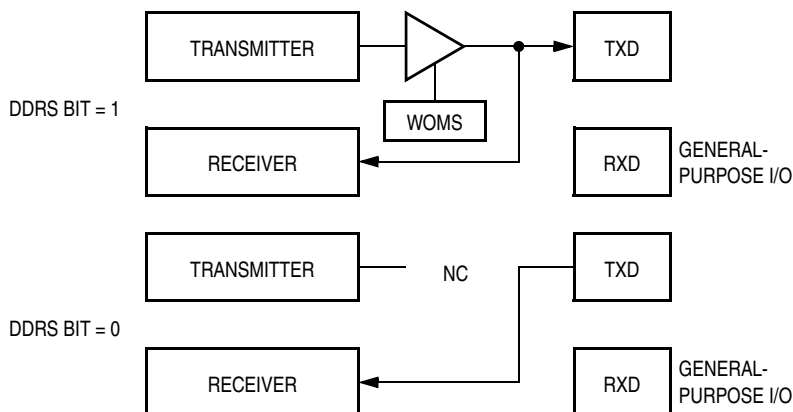 TRANSMITTER
TXD
DDRS BIT = 1
WOMS
RECEIVER
RXD
GENERAL-
PURPOSE I/O
TRANSMITTER
NC
TXD
DDRS BIT = 0
RECEIVER
RXD
GENERAL-
PURPOSE I/O